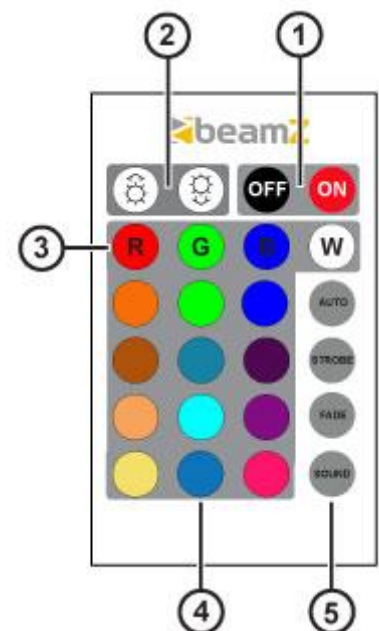 2 1
beamZ
OFF ON
3 R G B W
AUTO
STROBE
FADE
SOUND
4 5